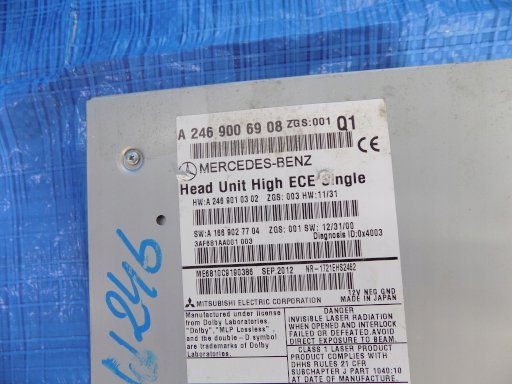 A 246 900 69 08 ZGS:001 Q1
CE
MERCEDES-BENZ
Head Unit High ECE Single
HW:A 246 901 03 02 ZGS: 003 HW:11/31
SW:A 166 902 77 04 ZGS: 001 SW: 12/31/00
3AF681AA001 003 Diagnosis ID:0x4003
ME6810C9190386 SEP.2012 NR-1721EH52462
12V NEG GND
MITSUBISHI ELECTRIC CORPORATION MADE IN JAPAN
Manufactured under license
from Dolby Laboratories.
"Dolby", "MLP Lossless",
and the double-D symbol
are trademarks of Dolby
Laboratories.
DANGER
INVISIBLE LASER RADIATION
WHEN OPENED AND INTERLOCK
FAILED OR DEFEATED.AVOID
DIRECT EXPOSURE TO BEAM.
CLASS 1 LASER PRODUCT
PRODUCT COMPLIES WITH
DHHS RULES 21 CFR
SUBCHAPTER J PART 1040:10
AT DATE OF MANUFACTURE.
W246